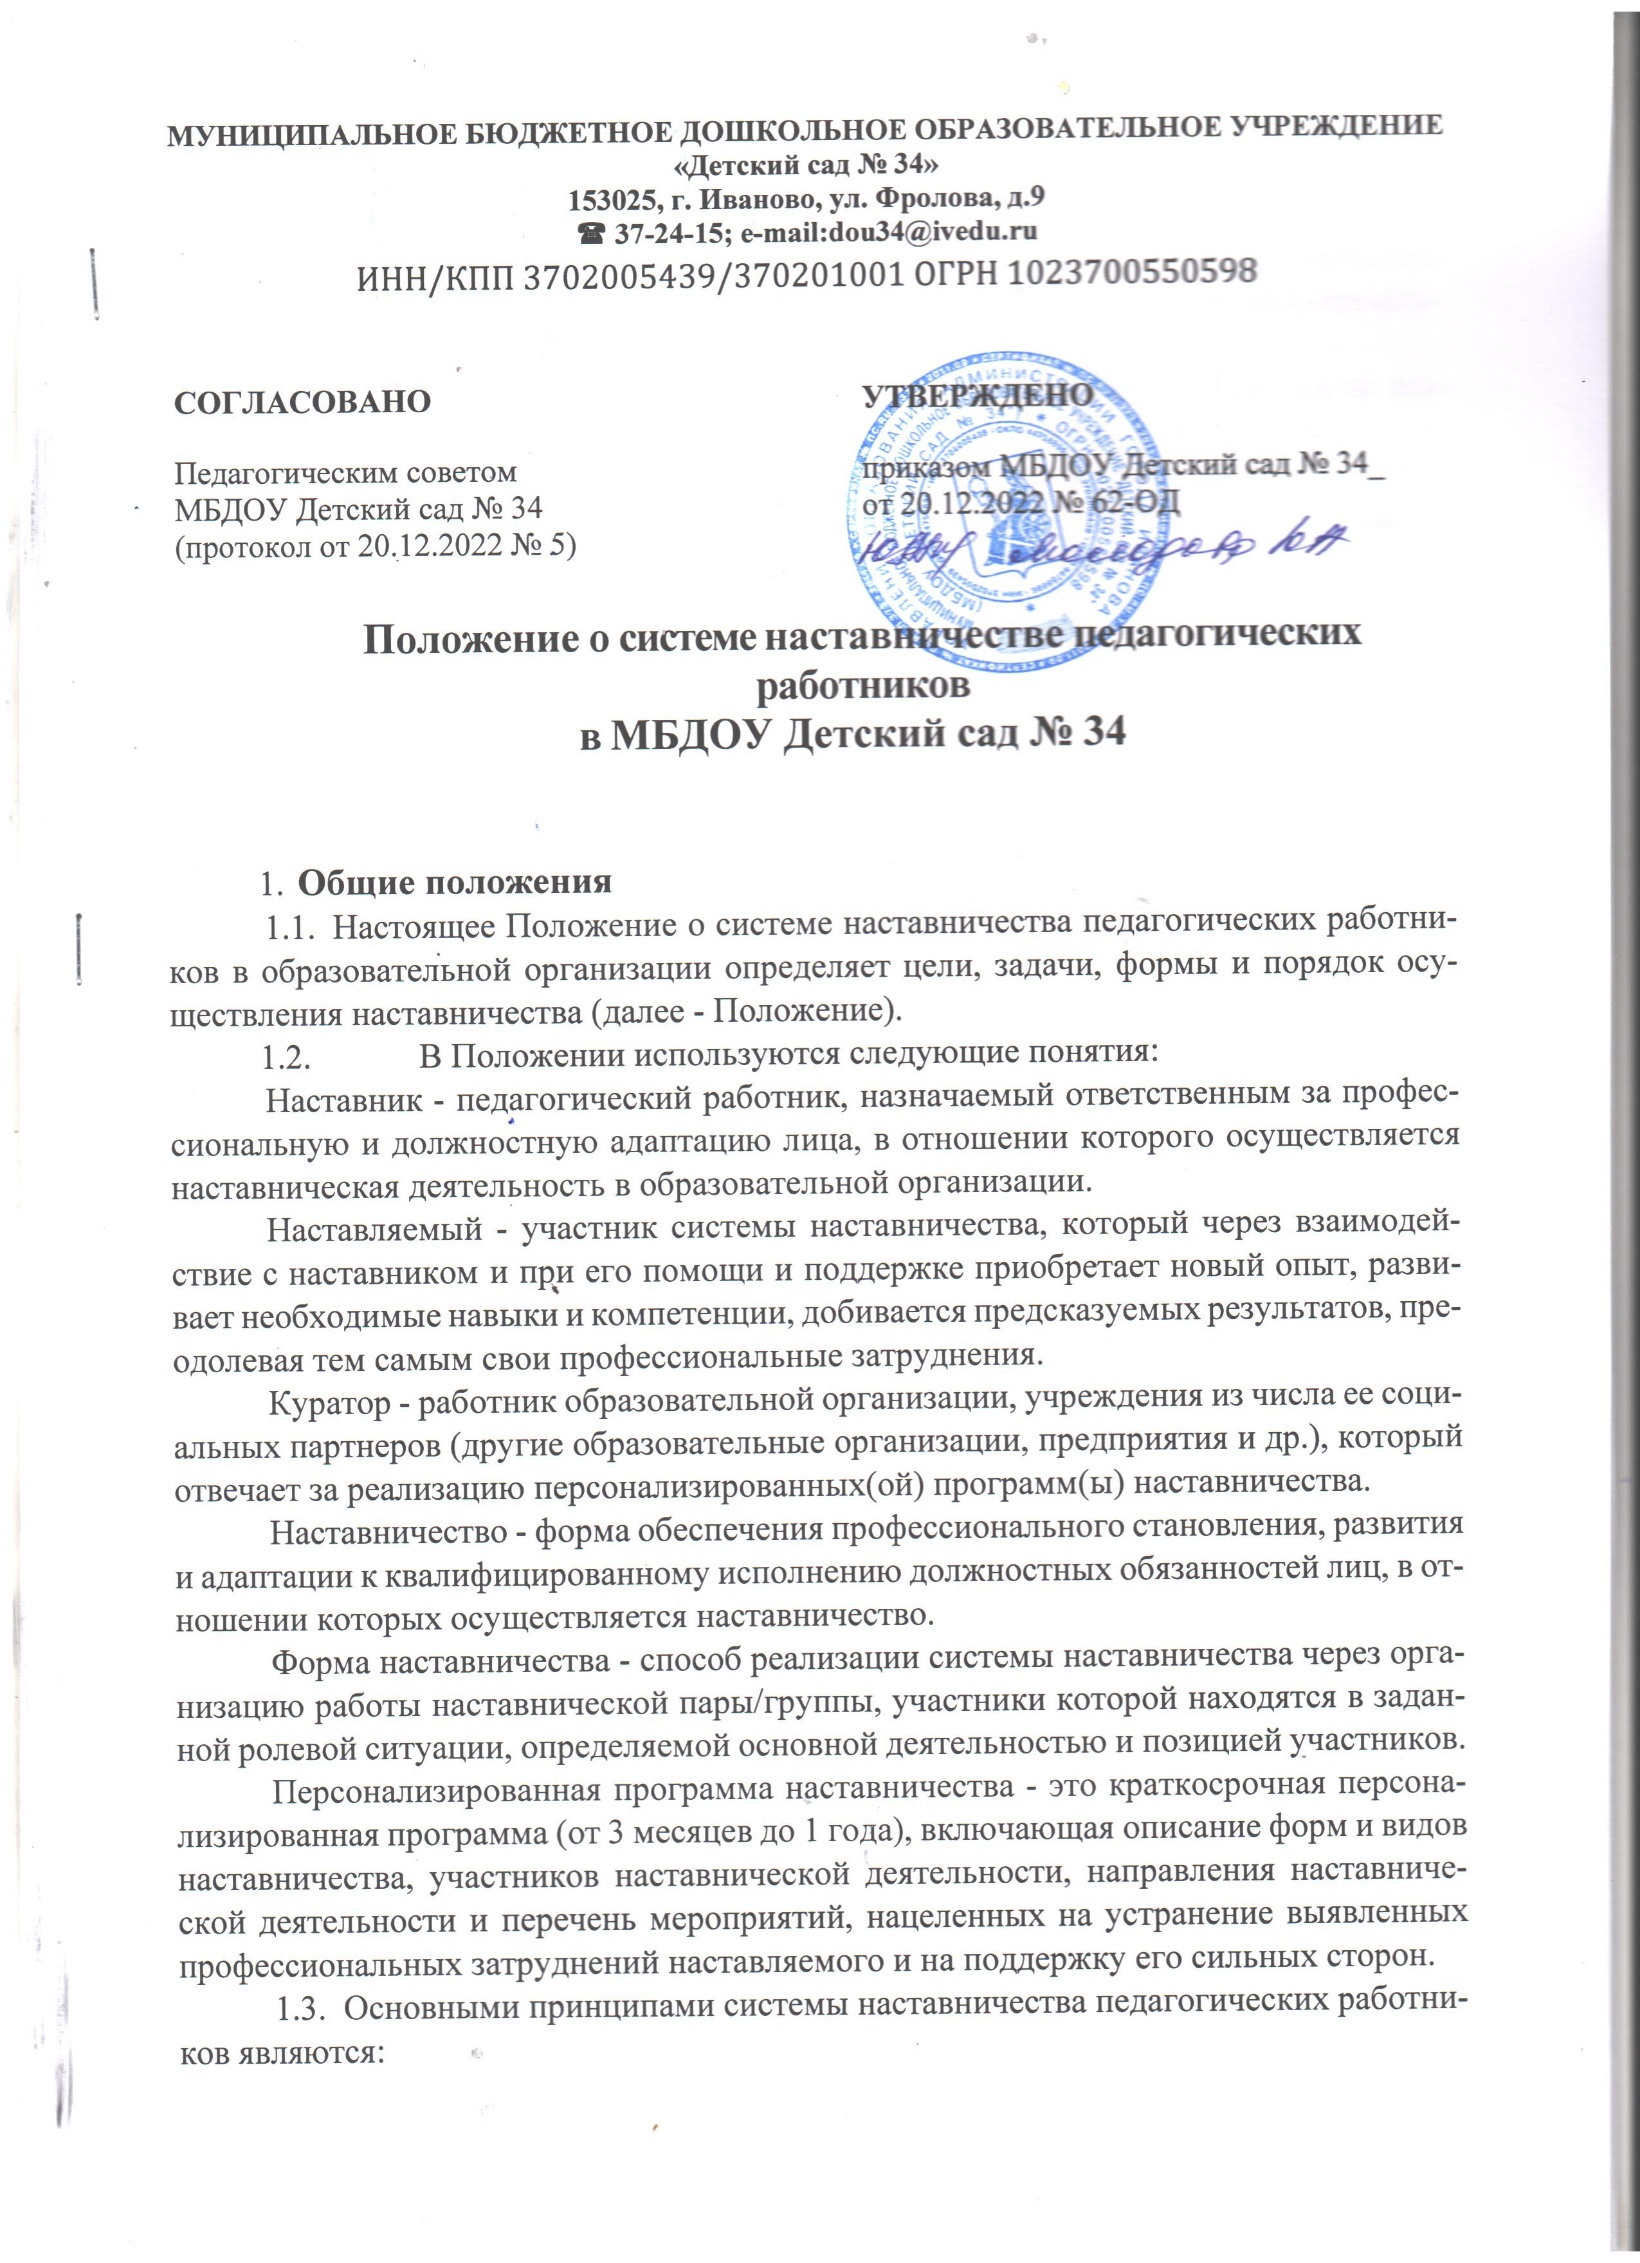 МУНИЦИПАЛЬНОЕ БЮДЖЕТНОЕ ДОШКОЛЬНОЕ ОБРАЗОВАТЕЛЬНОЕ УЧРЕЖДЕНИЕ
«Детский сад № 34»
153025, г. Иваново, ул. Фролова, д.9
☎ 37-24-15; e-mail:dou34@ivedu.ru
ИНН/КПП 3702005439/370201001 ОГРН 1023700550598
СОГЛАСОВАНО
Педагогическим советом
МБДОУ Детский сад № 34
(протокол от 20.12.2022 № 5)
УТВЕРЖДЕНО
приказом МБДОУ Детский сад № 34_
от 20.12.2022 № 62-ОД
Положение о системе наставничестве педагогических
работников
в МБДОУ Детский сад № 34
1. Общие положения
1.1. Настоящее Положение о системе наставничества педагогических работни-
ков в образовательной организации определяет цели, задачи, формы и порядок осу-
ществления наставничества (далее - Положение).
1.2. В Положении используются следующие понятия:
Наставник - педагогический работник, назначаемый ответственным за профес-
сиональную и должностную адаптацию лица, в отношении которого осуществляется
наставническая деятельность в образовательной организации.
Наставляемый - участник системы наставничества, который через взаимодей-
ствие с наставником и при его помощи и поддержке приобретает новый опыт, разви-
вает необходимые навыки и компетенции, добивается предсказуемых результатов, пре-
одолевая тем самым свои профессиональные затруднения.
Куратор - работник образовательной организации, учреждения из числа ее соци-
альных партнеров (другие образовательные организации, предприятия и др.), который
отвечает за реализацию персонализированных(ой) программ(ы) наставничества.
Наставничество - форма обеспечения профессионального становления, развития
и адаптации к квалифицированному исполнению должностных обязанностей лиц, в от-
ношении которых осуществляется наставничество.
Форма наставничества - способ реализации системы наставничества через орга-
низацию работы наставнической пары/группы, участники которой находятся в задан-
ной ролевой ситуации, определяемой основной деятельностью и позицией участников.
Персонализированная программа наставничества - это краткосрочная персона-
лизированная программа (от 3 месяцев до 1 года), включающая описание форм и видов
наставничества, участников наставнической деятельности, направления наставниче-
ской деятельности и перечень мероприятий, нацеленных на устранение выявленных
профессиональных затруднений наставляемого и на поддержку его сильных сторон.
1.3. Основными принципами системы наставничества педагогических работни-
ков являются: